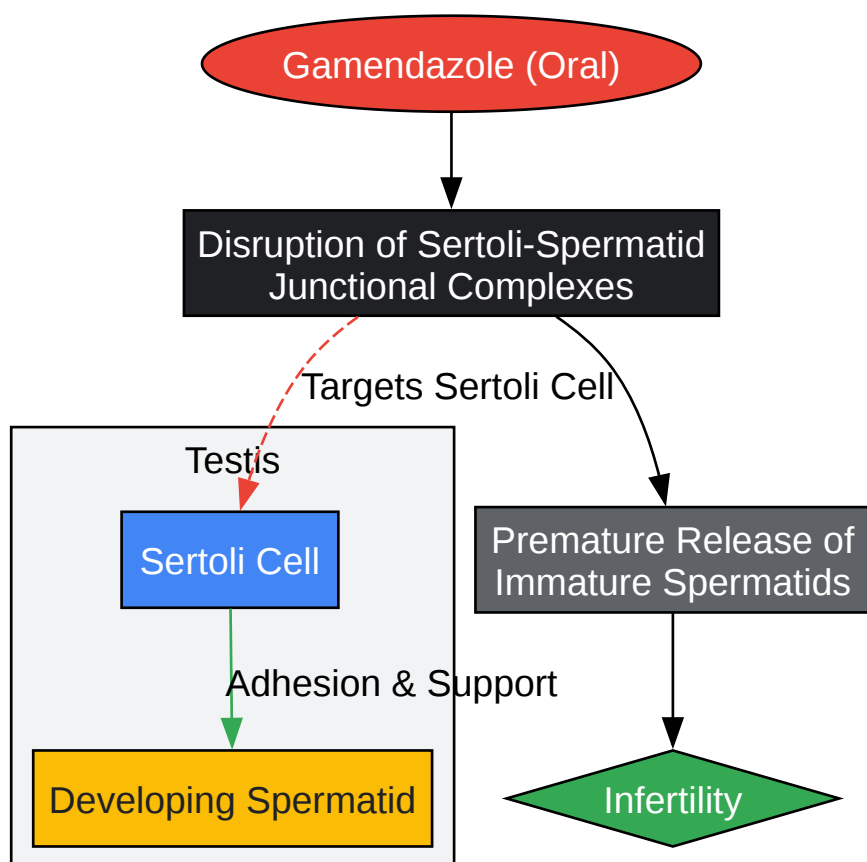 Gamendazole (Oral)
Disruption of Sertoli-Spermatid
Junctional Complexes
Targets Sertoli Cell
Testis
Sertoli Cell
Premature Release of
Immature Spermatids
Adhesion & Support
Developing Spermatid
Infertility